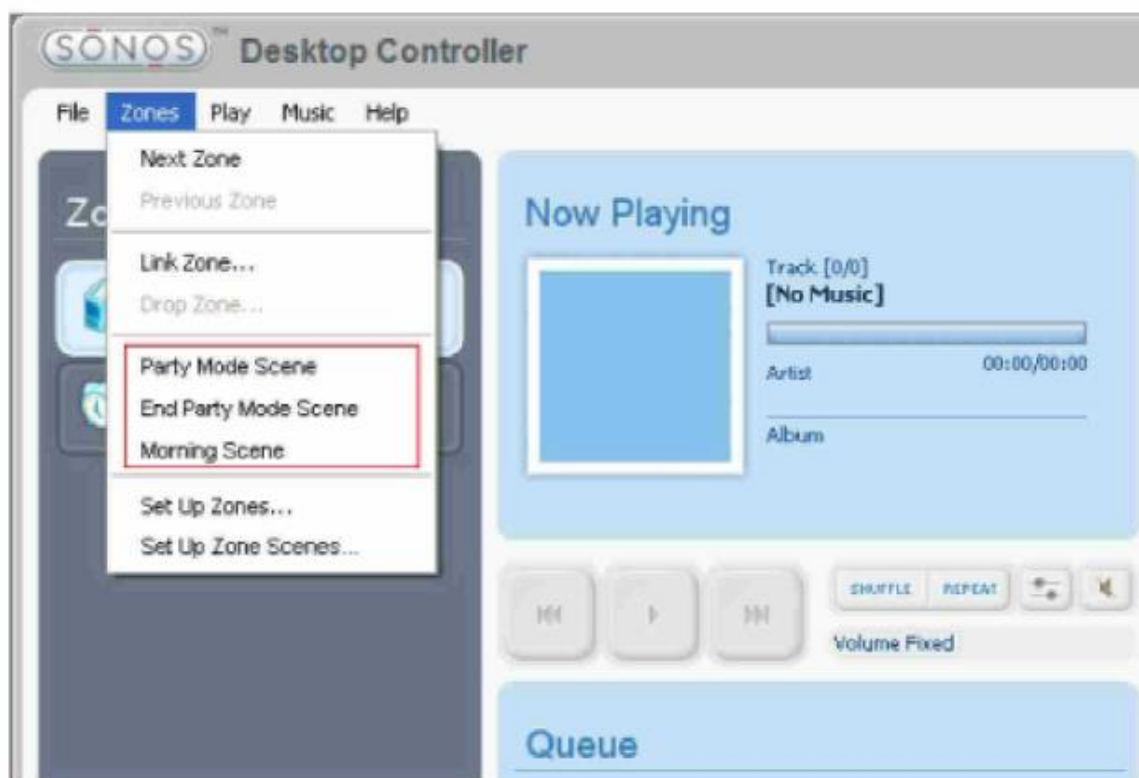 SONOS™ Desktop Controller
File Zones Play Music Help
Next Zone
Previous Zone
Link Zone...
Drop Zone...
Party Mode Scene
End Party Mode Scene
Morning Scene
Set Up Zones...
Set Up Zone Scenes...
Zo
Now Playing
Track [0/0]
[No Music]
00:00/00:00
Artist
Album
SHUFFLE REPEAT
Volume Fixed
Queue